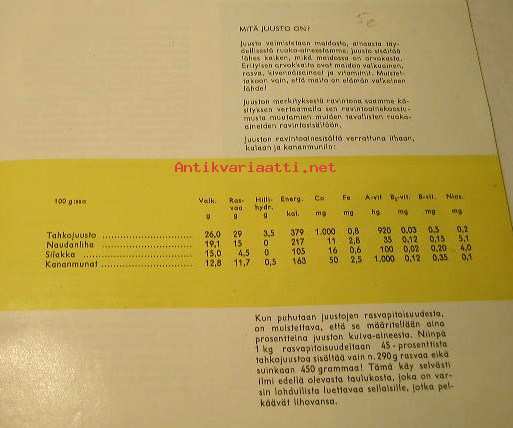 MITÄ JUUSTO ON?
Juusto valmistetaan maidosta, ainoasta täy-
dellisestä ruoka-aineestamme. Juusto sisältää
lähes kaiken, mikä maidossa on arvokasta.
Erityisen arvokkaita ovat maidon valkuainen,
rasva, kivennäisaineet ja vitamiinit. Muistet-
takoon vain, että maito on elämän valkoinen
lähde!
Juuston merkityksestä ravintona saamme kä-
sityksen vertaamalla sen ravintoainekoostu-
musta muutamien muiden tavallisten ruoka-
aineiden ravintosisältöön.
Juuston ravintoainesisältö verrattuna lihaan,
kalaan ja kananmuniin:
Antikvariaatti.net
100 g:ssa Valk. Ras- Hiili- Energ. Ca Fe A-vit. B₁-vit. B-vit. Nias.
vaa hydr.
g g g kal. mg mg hg. mg mg mg
Tahkojuusto 26,0 29 3,5 379 1.000 0,8 920 0,03 0,5 0,2
Naudanliha 19,1 15 0 217 11 2,8 35 0,12 0,15 5,1
Silakka 15,0 4,5 0 105 16 0,6 100 0,02 0,20 4,0
Kananmunat 12,8 11,7 0,5 163 50 2,5 1.000 0,12 0,35 0,1
Kun puhutaan juustojen rasvapitoisuudesta,
on muistettava, että se määritellään aina
prosentteina juuston kuiva-aineesta. Niinpä
1 kg rasvapitoisuudeltaan 45-prosenttista
tahkojuustoa sisältää vain n. 290 g rasvaa eikä
suinkaan 450 grammaa! Tämä käy selvästi
ilmi edellä olevasta taulukosta, joka on var-
sin lohdullista luettavaa sellaisille, jotka pel-
käävät lihovansa.